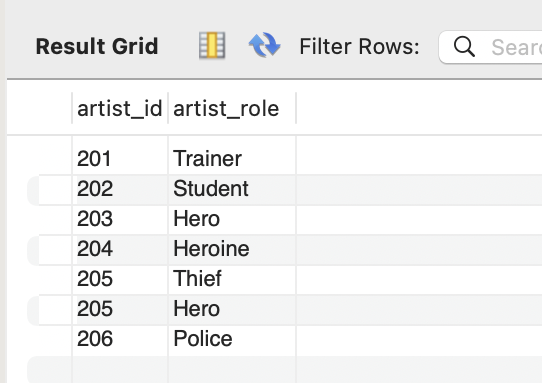 Result Grid Filter Rows: Sear
artist_id artist_role
201 Trainer
202 Student
203 Hero
204 Heroine
205 Thief
205 Hero
206 Police